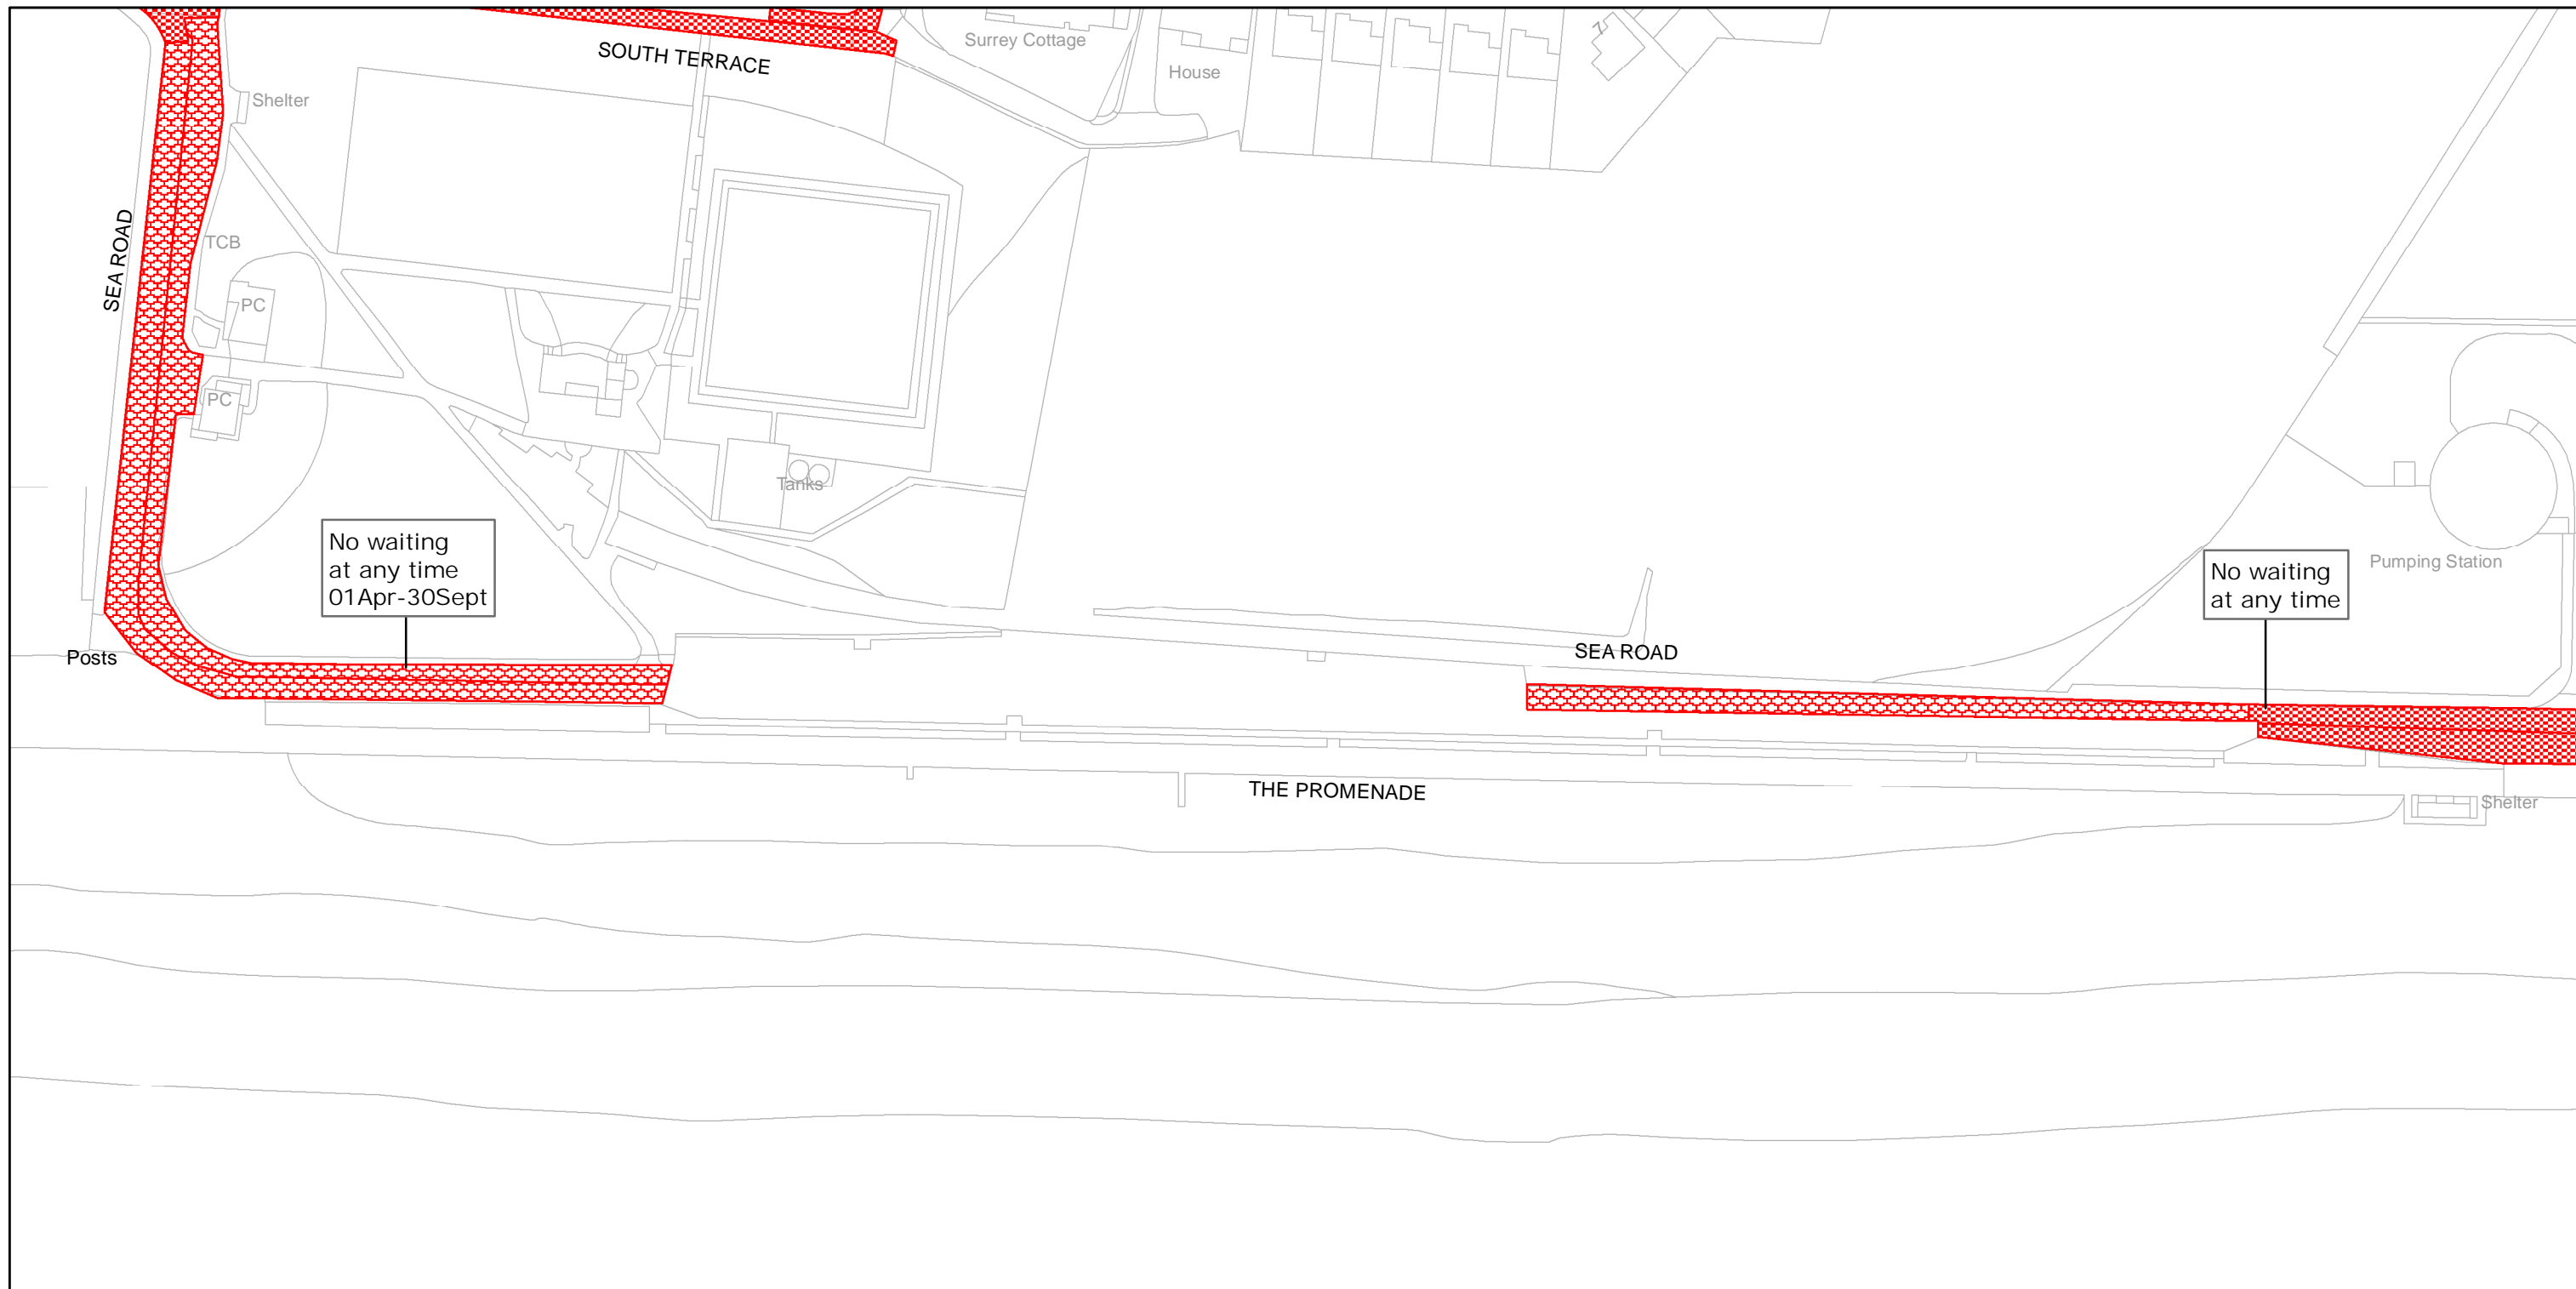 SOUTH TERRACE
Surrey Cottage
House
7
Shelter
SEA ROAD
TCB
PC
PC
Tanks
No waiting
at any time
01Apr-30Sept
No waiting
at any time
Pumping Station
Posts
SEA ROAD
THE PROMENADE
Shelter